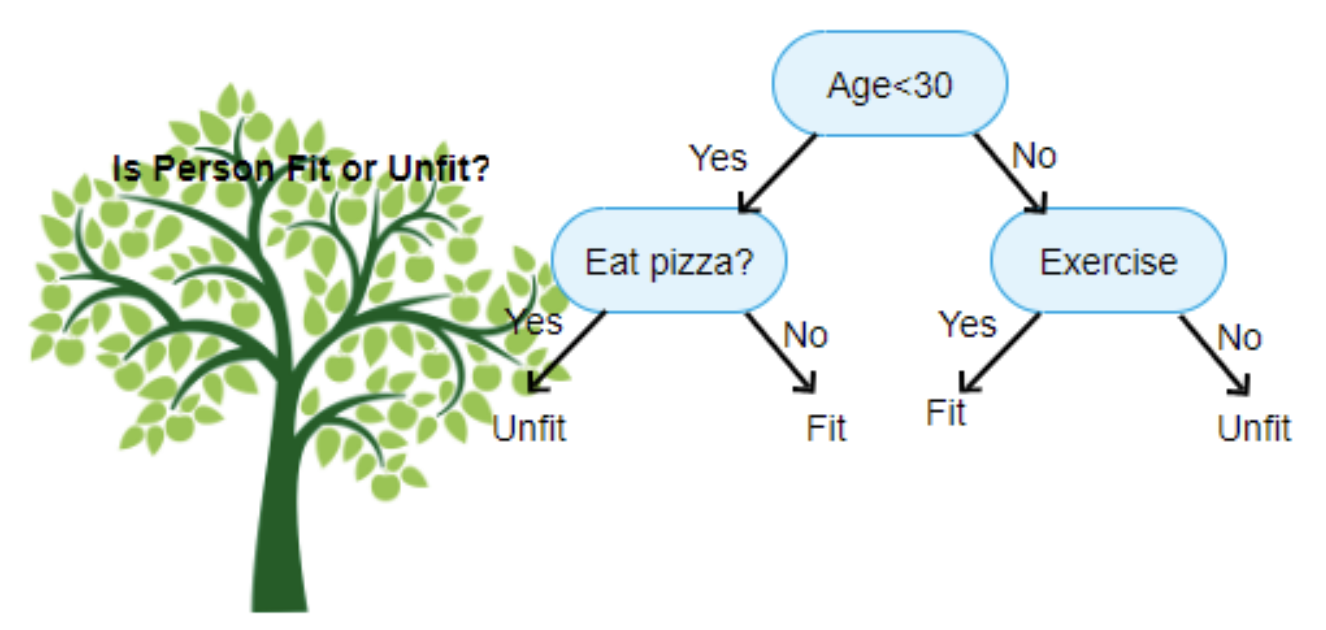 Is Person Fit or Unfit?
Age<30
Yes
No
Eat pizza?
Exercise
Yes
No
Yes
No
Unfit
Fit
Fit
Unfit